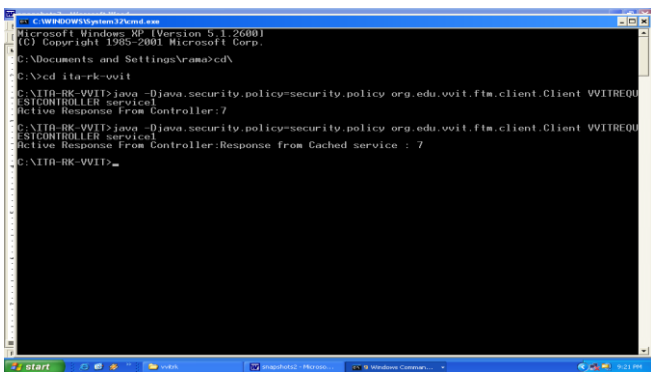 C:\WINDOWS\System32\cmd.exe
Microsoft Windows XP [Version 5.1.2600]
(C) Copyright 1985-2001 Microsoft Corp.
C:\Documents and Settings\rama>cd\
C:\>cd ita-rk-vvit
C:\ITA-RK-VVIT>java -Djava.security.policy=security.policy org.edu.vvit.ftm.client.Client VVITREQU
ESTCONTROLLER service1
Active Response From Controller:7
C:\ITA-RK-VVIT>java -Djava.security.policy=security.policy org.edu.vvit.ftm.client.Client VVITREQU
ESTCONTROLLER service1
Active Response From Controller:Response from Cached service : 7
C:\ITA-RK-VVIT>_
start
snapshots2 - Microso...
9 Windows Comman...
9:21 PM